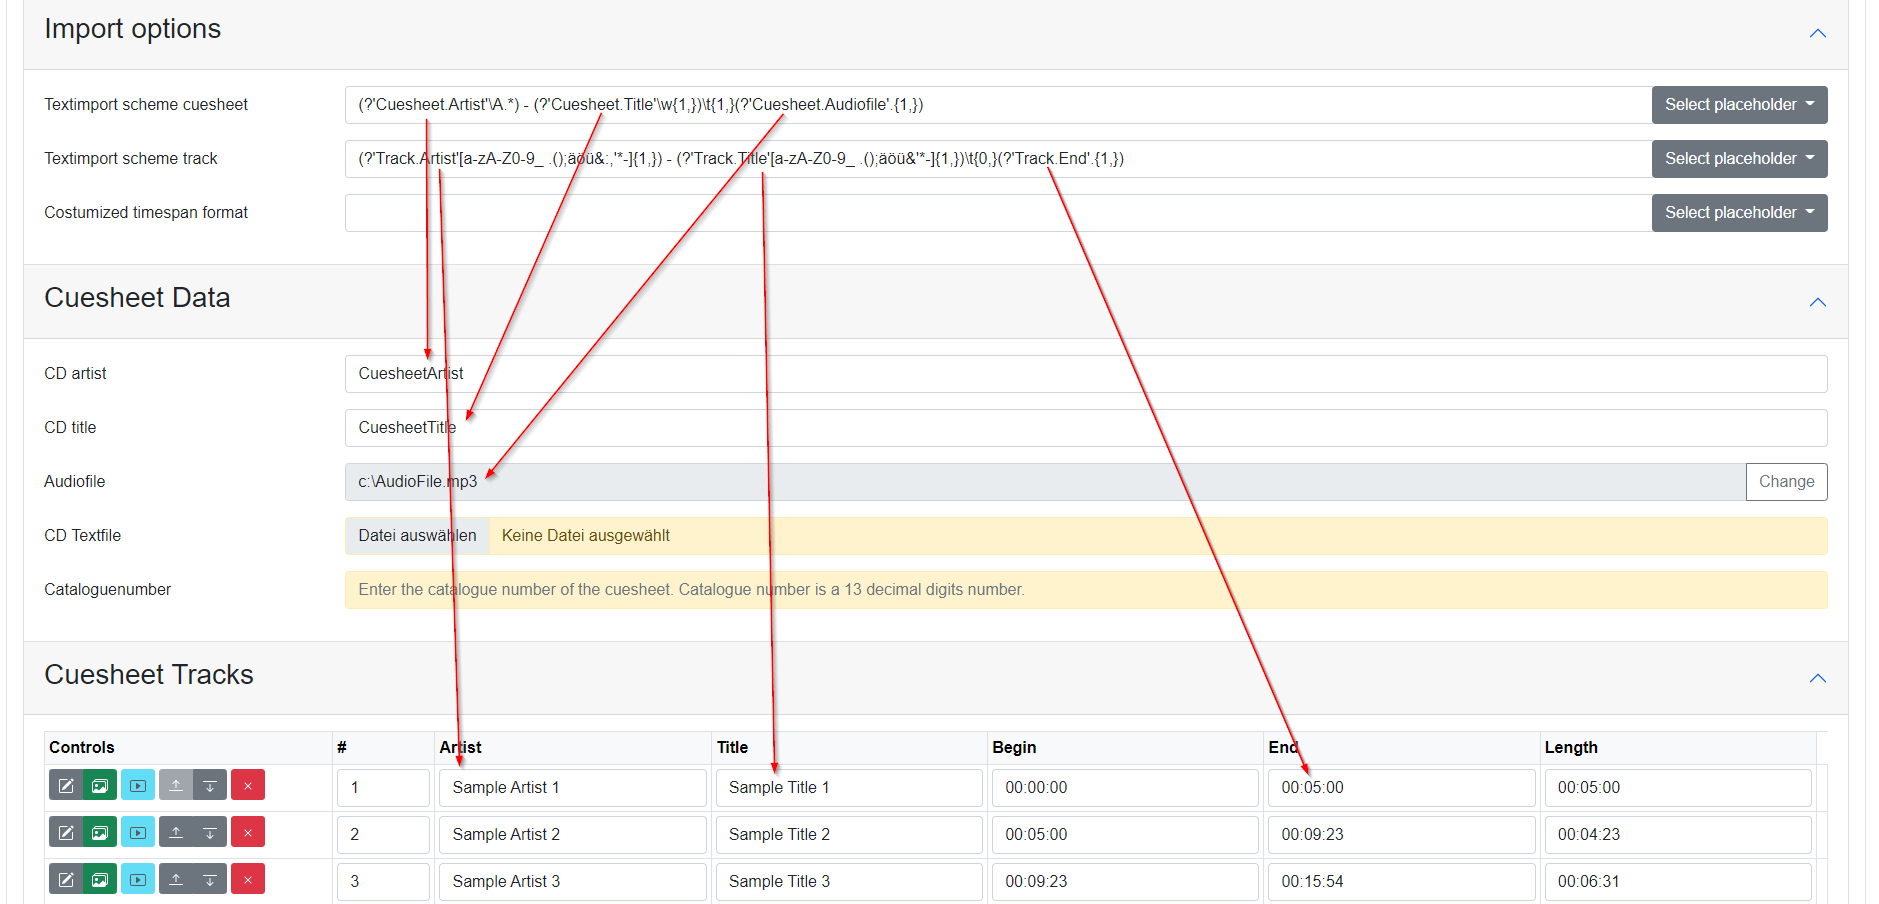 Import options
Textimport scheme cuesheet (?'Cuesheet.Artist'\A.*) - (?'Cuesheet.Title'\w{1,})\t{1,}(?'Cuesheet.Audiofile'.{1,}) Select placeholder
Textimport scheme track (?'Track.Artist'[a-zA-Z0-9_ .();äöü&:,'*-]{1,}) - (?'Track.Title'[a-zA-Z0-9_ .();äöü&'*-]{1,})\t{0,}(?'Track.End'.{1,}) Select placeholder
Costumized timespan format Select placeholder
Cuesheet Data
CD artist CuesheetArtist
CD title CuesheetTitle
Audiofile c:\AudioFile.mp3 Change
CD Textfile Datei auswählen Keine Datei ausgewählt
Cataloguenumber Enter the catalogue number of the cuesheet. Catalogue number is a 13 decimal digits number.
Cuesheet Tracks
Controls # Artist Title Begin End Length
1 Sample Artist 1 Sample Title 1 00:00:00 00:05:00 00:05:00
2 Sample Artist 2 Sample Title 2 00:05:00 00:09:23 00:04:23
3 Sample Artist 3 Sample Title 3 00:09:23 00:15:54 00:06:31